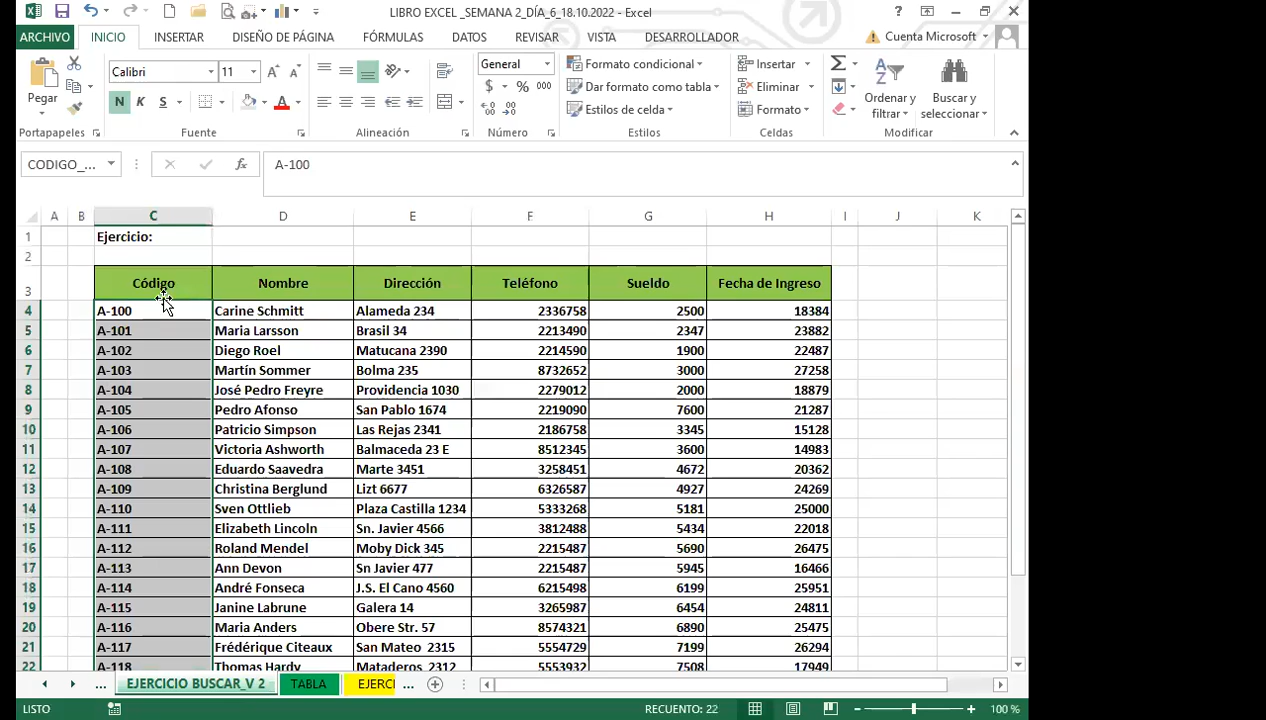 LIBRO EXCEL _SEMANA 2_DÍA_6_18.10.2022 - Excel
ARCHIVO INICIO INSERTAR DISEÑO DE PÁGINA FÓRMULAS DATOS REVISAR VISTA DESARROLLADOR Cuenta Microsoft
Calibri 11 General Formato condicional Insertar
Pegar N K S $ % 000 Dar formato como tabla Eliminar Ordenar y filtrar Buscar y seleccionar
Estilos de celda Formato
Portapapeles Fuente Alineación Número Estilos Celdas Modificar
CODIGO_... fx A-100
A B C D E F G H I J K
1 Ejercicio:
2
3 Código Nombre Dirección Teléfono Sueldo Fecha de Ingreso
4 A-100 Carine Schmitt Alameda 234 2336758 2500 18384
5 A-101 Maria Larsson Brasil 34 2213490 2347 23882
6 A-102 Diego Roel Matucana 2390 2214590 1900 22487
7 A-103 Martín Sommer Bolma 235 8732652 3000 27258
8 A-104 José Pedro Freyre Providencia 1030 2279012 2000 18879
9 A-105 Pedro Afonso San Pablo 1674 2219090 7600 21287
10 A-106 Patricio Simpson Las Rejas 2341 2186758 3345 15128
11 A-107 Victoria Ashworth Balmaceda 23 E 8512345 3600 14983
12 A-108 Eduardo Saavedra Marte 3451 3258451 4672 20362
13 A-109 Christina Berglund Lizt 6677 6326587 4927 24269
14 A-110 Sven Ottlieb Plaza Castilla 1234 5333268 5181 25000
15 A-111 Elizabeth Lincoln Sn. Javier 4566 3812488 5434 22018
16 A-112 Roland Mendel Moby Dick 345 2215487 5690 26475
17 A-113 Ann Devon Sn Javier 477 2215487 5945 16466
18 A-114 André Fonseca J.S. El Cano 4560 6215498 6199 25951
19 A-115 Janine Labrune Galera 14 3265987 6454 24811
20 A-116 Maria Anders Obere Str. 57 8574321 6890 25475
21 A-117 Frédérique Citeaux San Mateo 2315 5554729 7199 26294
22 A-118 Thomas Hardy Mataderos 2312 5553932 7508 17949
... EJERCICIO BUSCAR_V 2 TABLA EJERCI ...
LISTO RECUENTO: 22 100 %